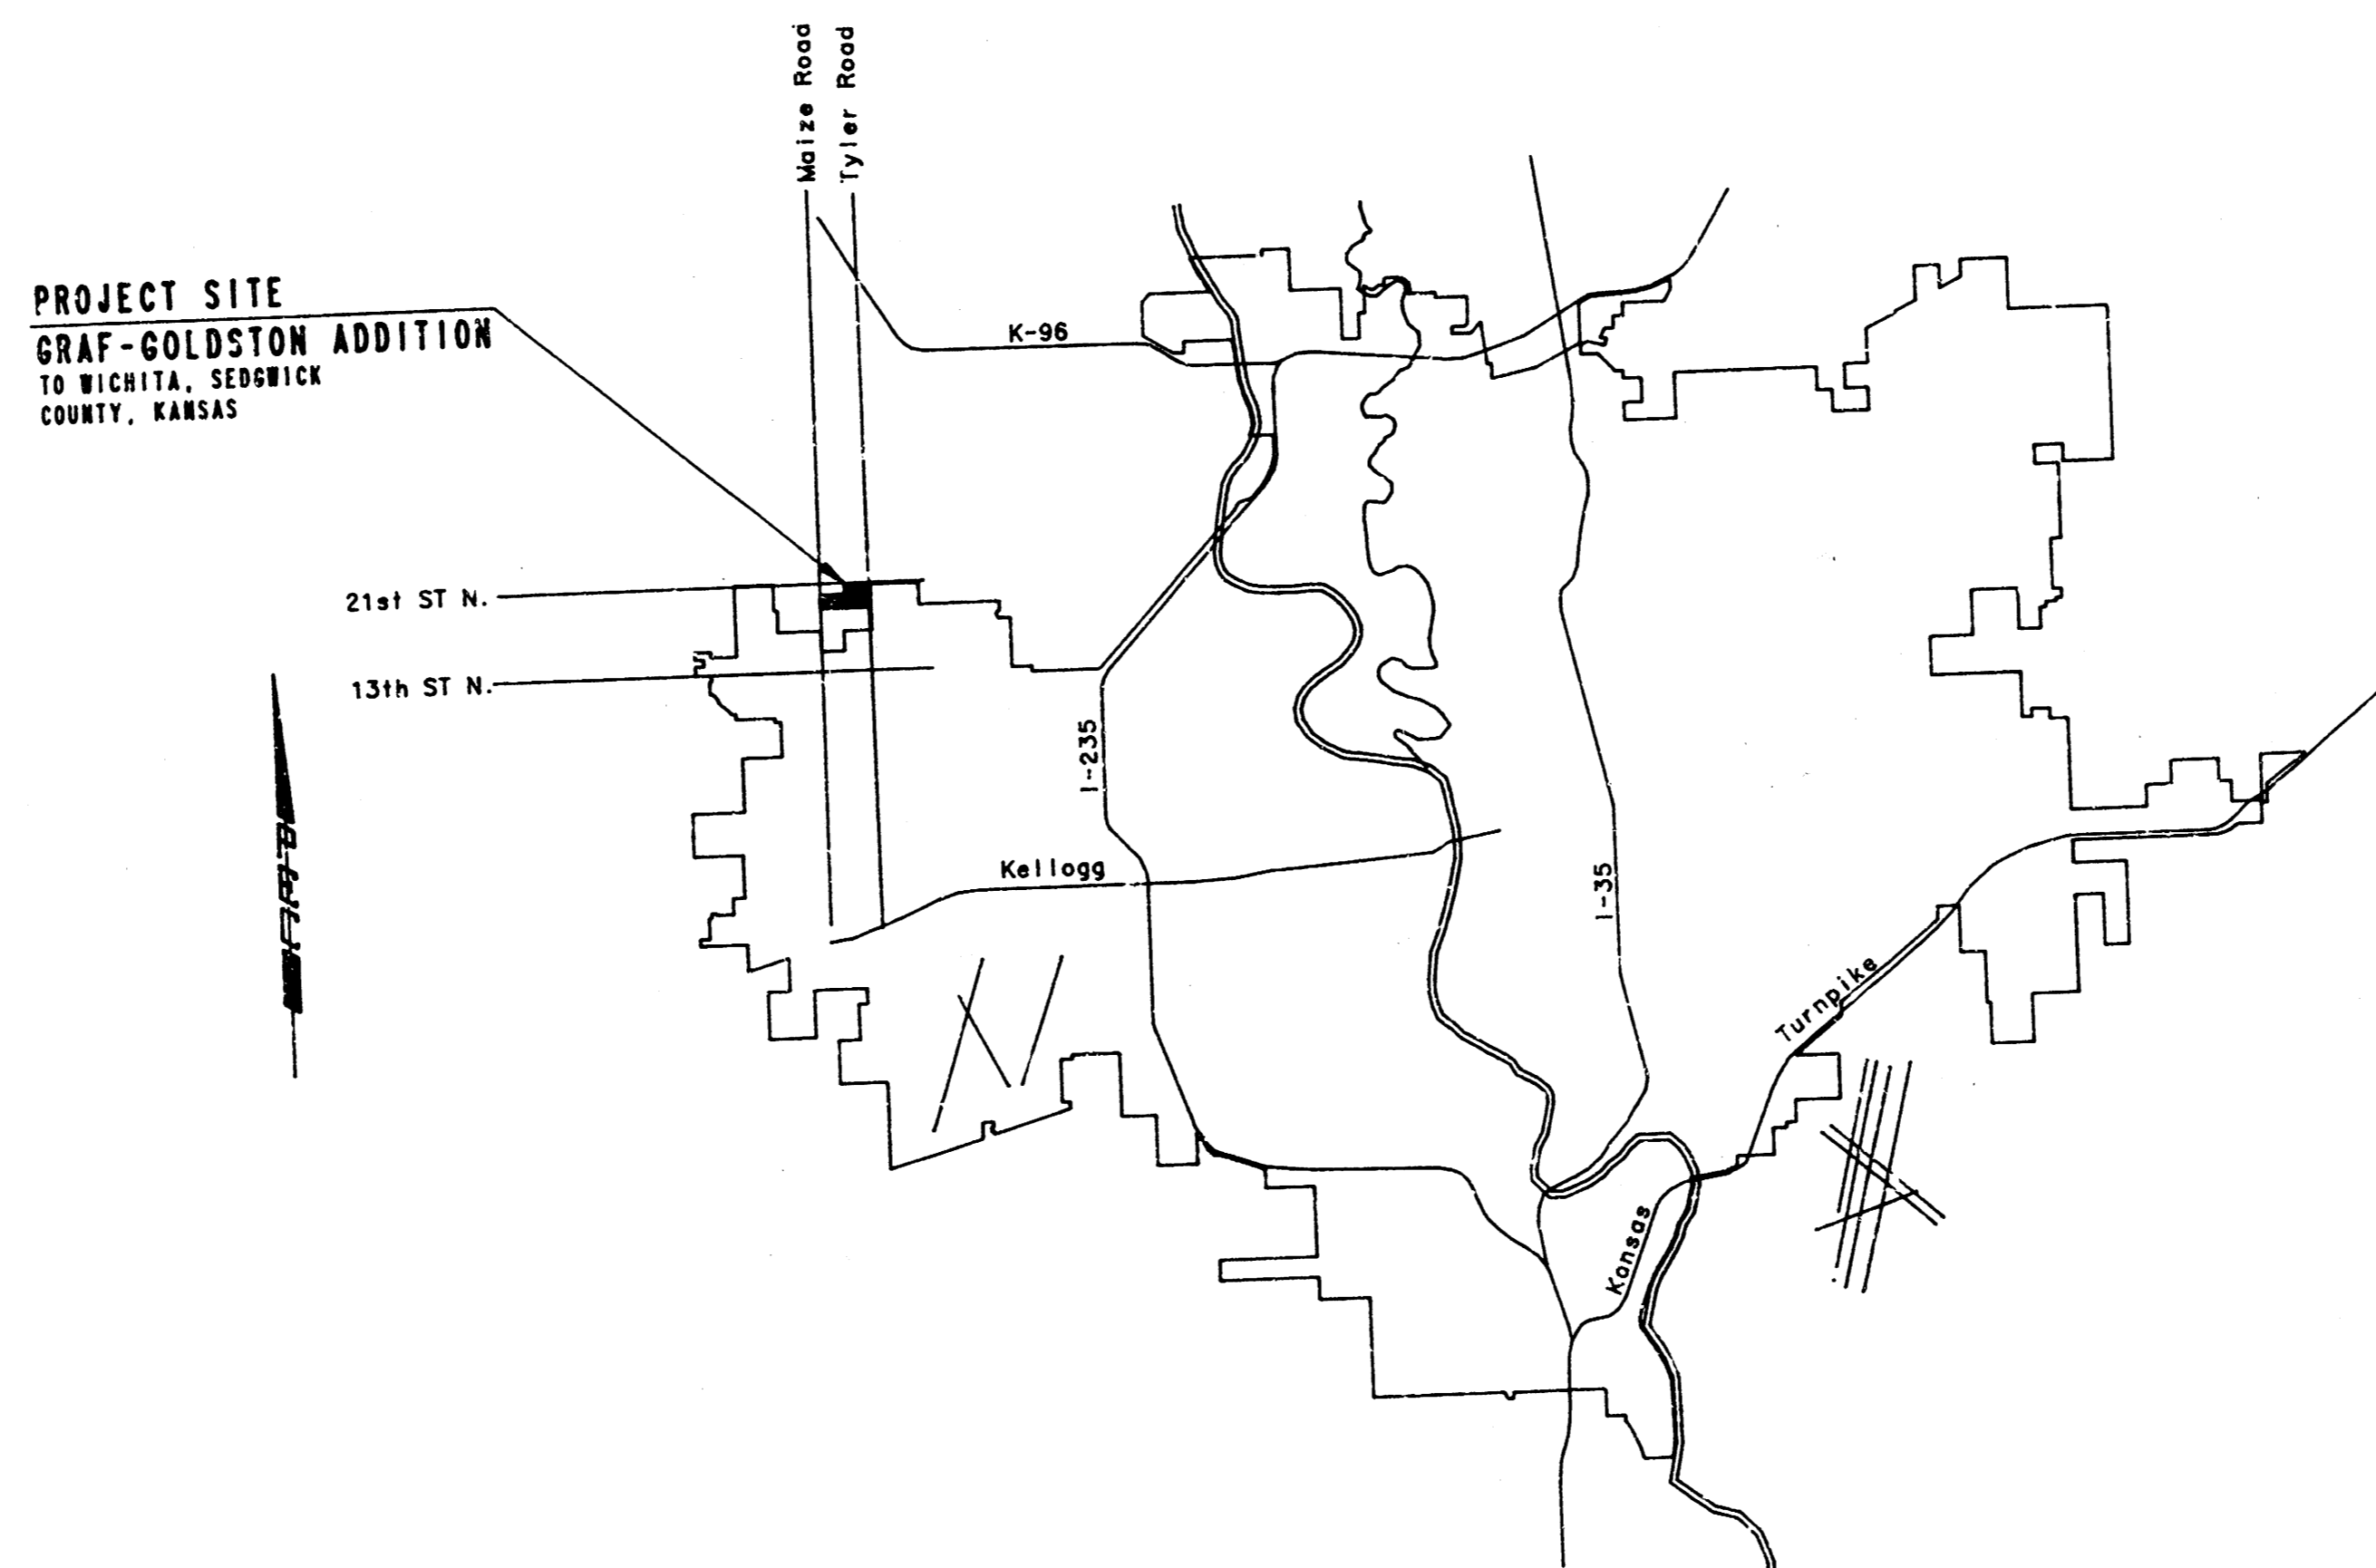 Maize Road
Tyler Road
PROJECT SITE
GRAF-GOLDSTON ADDITION
TO WICHITA, SEDGWICK
COUNTY, KANSAS
K-96
21st ST N.
13th ST N.
I-235
Kellogg
I-35
Turnpike
Kansas